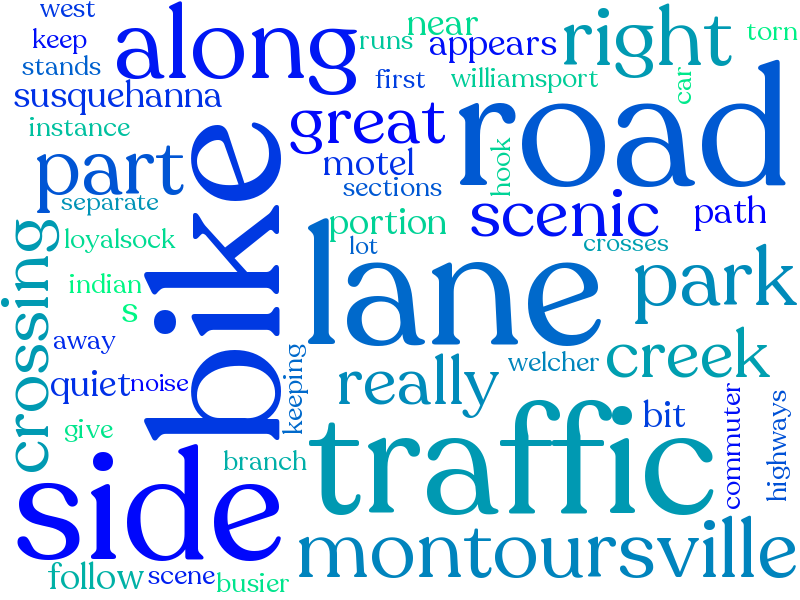 west
near
keep
along
runs
appears
right
torn
stands
first
williamsport
car
susquehanna
great
road
instance
bike
motel
hook
part
sections
scenic
path
separate
portion
crossing
loyalsock
lot
crosses
lane
park
indian
s
away
creek
quiet
noise
keeping
really
welcher
bit
commuter
highways
give
traffic
side
branch
montoursville
follow
scene
busier